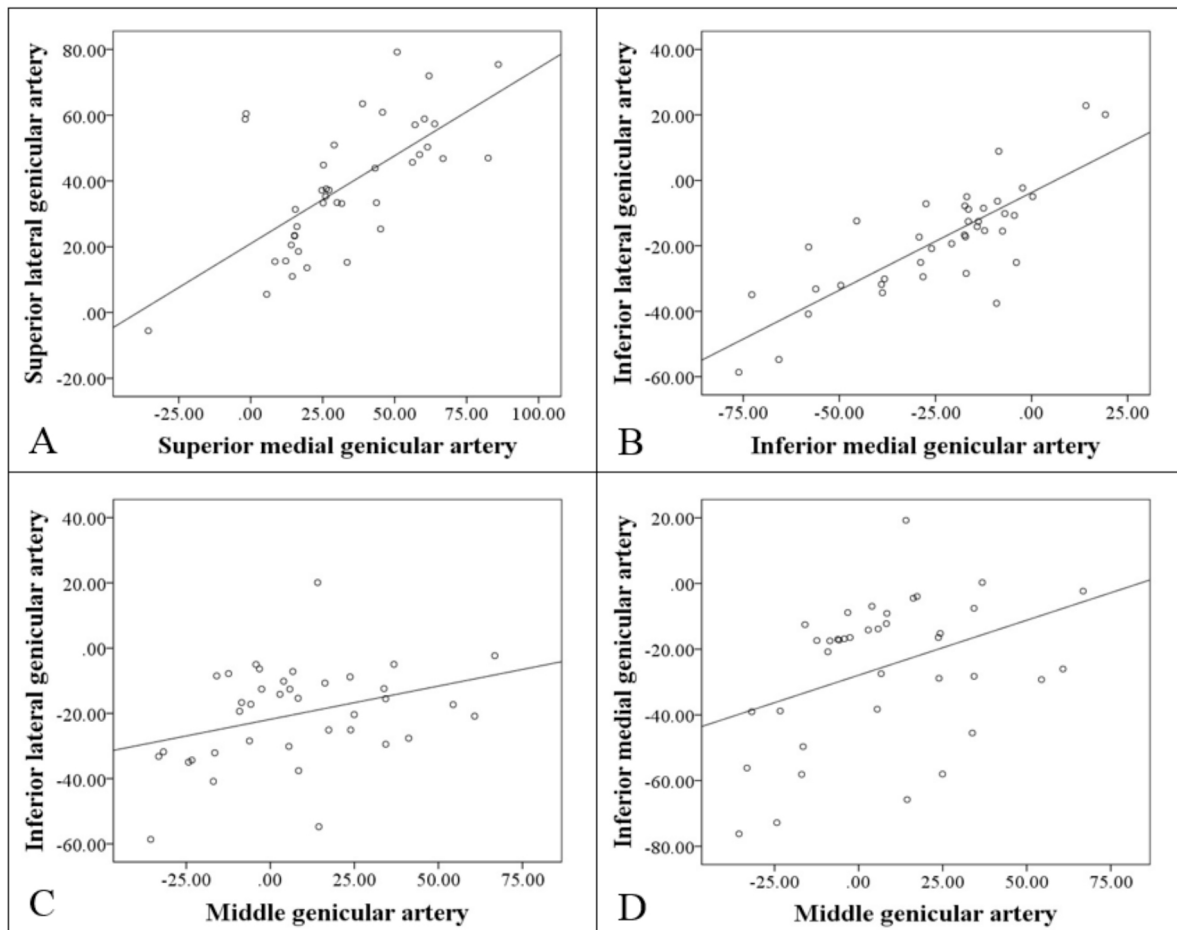 80.00
60.00
40.00
20.00
.00
-20.00
-25.00 .00 25.00 50.00 75.00 100.00
Superior lateral genicular artery
Superior medial genicular artery
A
40.00
20.00
.00
-20.00
-40.00
-60.00
-75.00 -50.00 -25.00 .00 25.00
Inferior lateral genicular artery
Inferior medial genicular artery
B
40.00
20.00
.00
-20.00
-40.00
-60.00
-25.00 .00 25.00 50.00 75.00
Inferior lateral genicular artery
Middle genicular artery
C
20.00
.00
-20.00
-40.00
-60.00
-80.00
-25.00 .00 25.00 50.00 75.00
Inferior medial genicular artery
Middle genicular artery
D